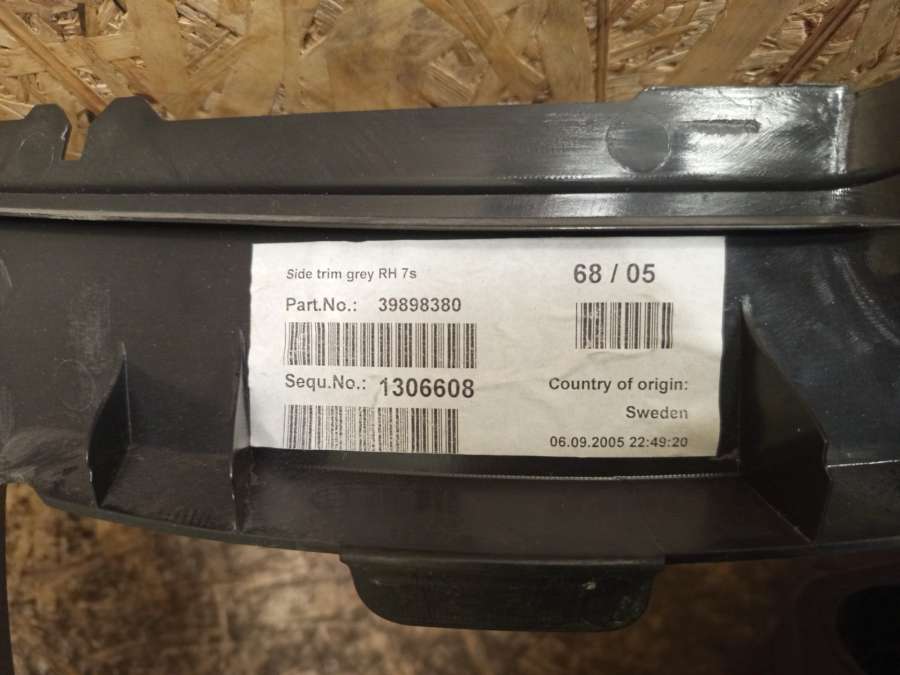 Side trim grey RH 7s
68 / 05
Part.No.: 39898380
Sequ.No.: 1306608
Country of origin:
Sweden
06.09.2005 22:49:20